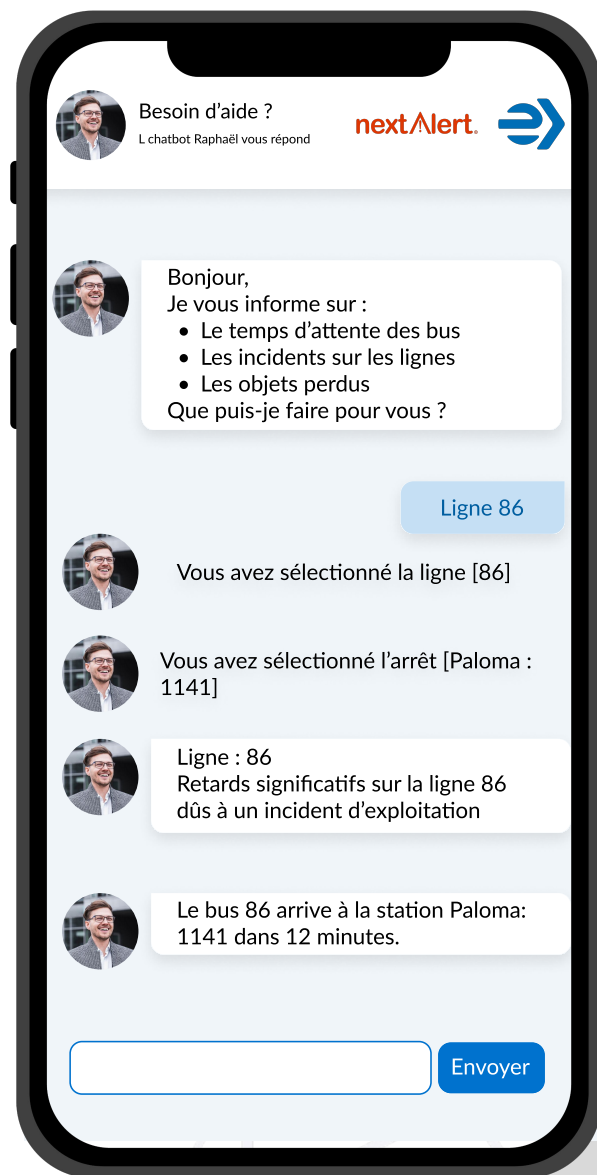 Besoin d'aide ?
L chatbot Raphaël vous répond
nextAlert.
Bonjour,
Je vous informe sur :
• Le temps d'attente des bus
• Les incidents sur les lignes
• Les objets perdus
Que puis-je faire pour vous ?
Ligne 86
Vous avez sélectionné la ligne [86]
Vous avez sélectionné l'arrêt [Paloma :
1141]
Ligne : 86
Retards significatifs sur la ligne 86
dûs à un incident d'exploitation
Le bus 86 arrive à la station Paloma:
1141 dans 12 minutes.
Envoyer